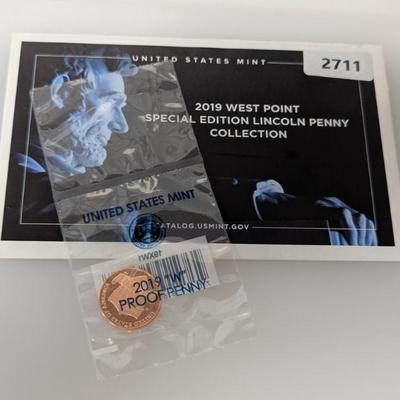 UNITED STATES MINT
2711
2019 WEST POINT
SPECIAL EDITION LINCOLN PENNY
COLLECTION
CATALOG.USMINT.GOV
UNITED STATES MINT
19XWA
2019 "W"
PROOF PENNY